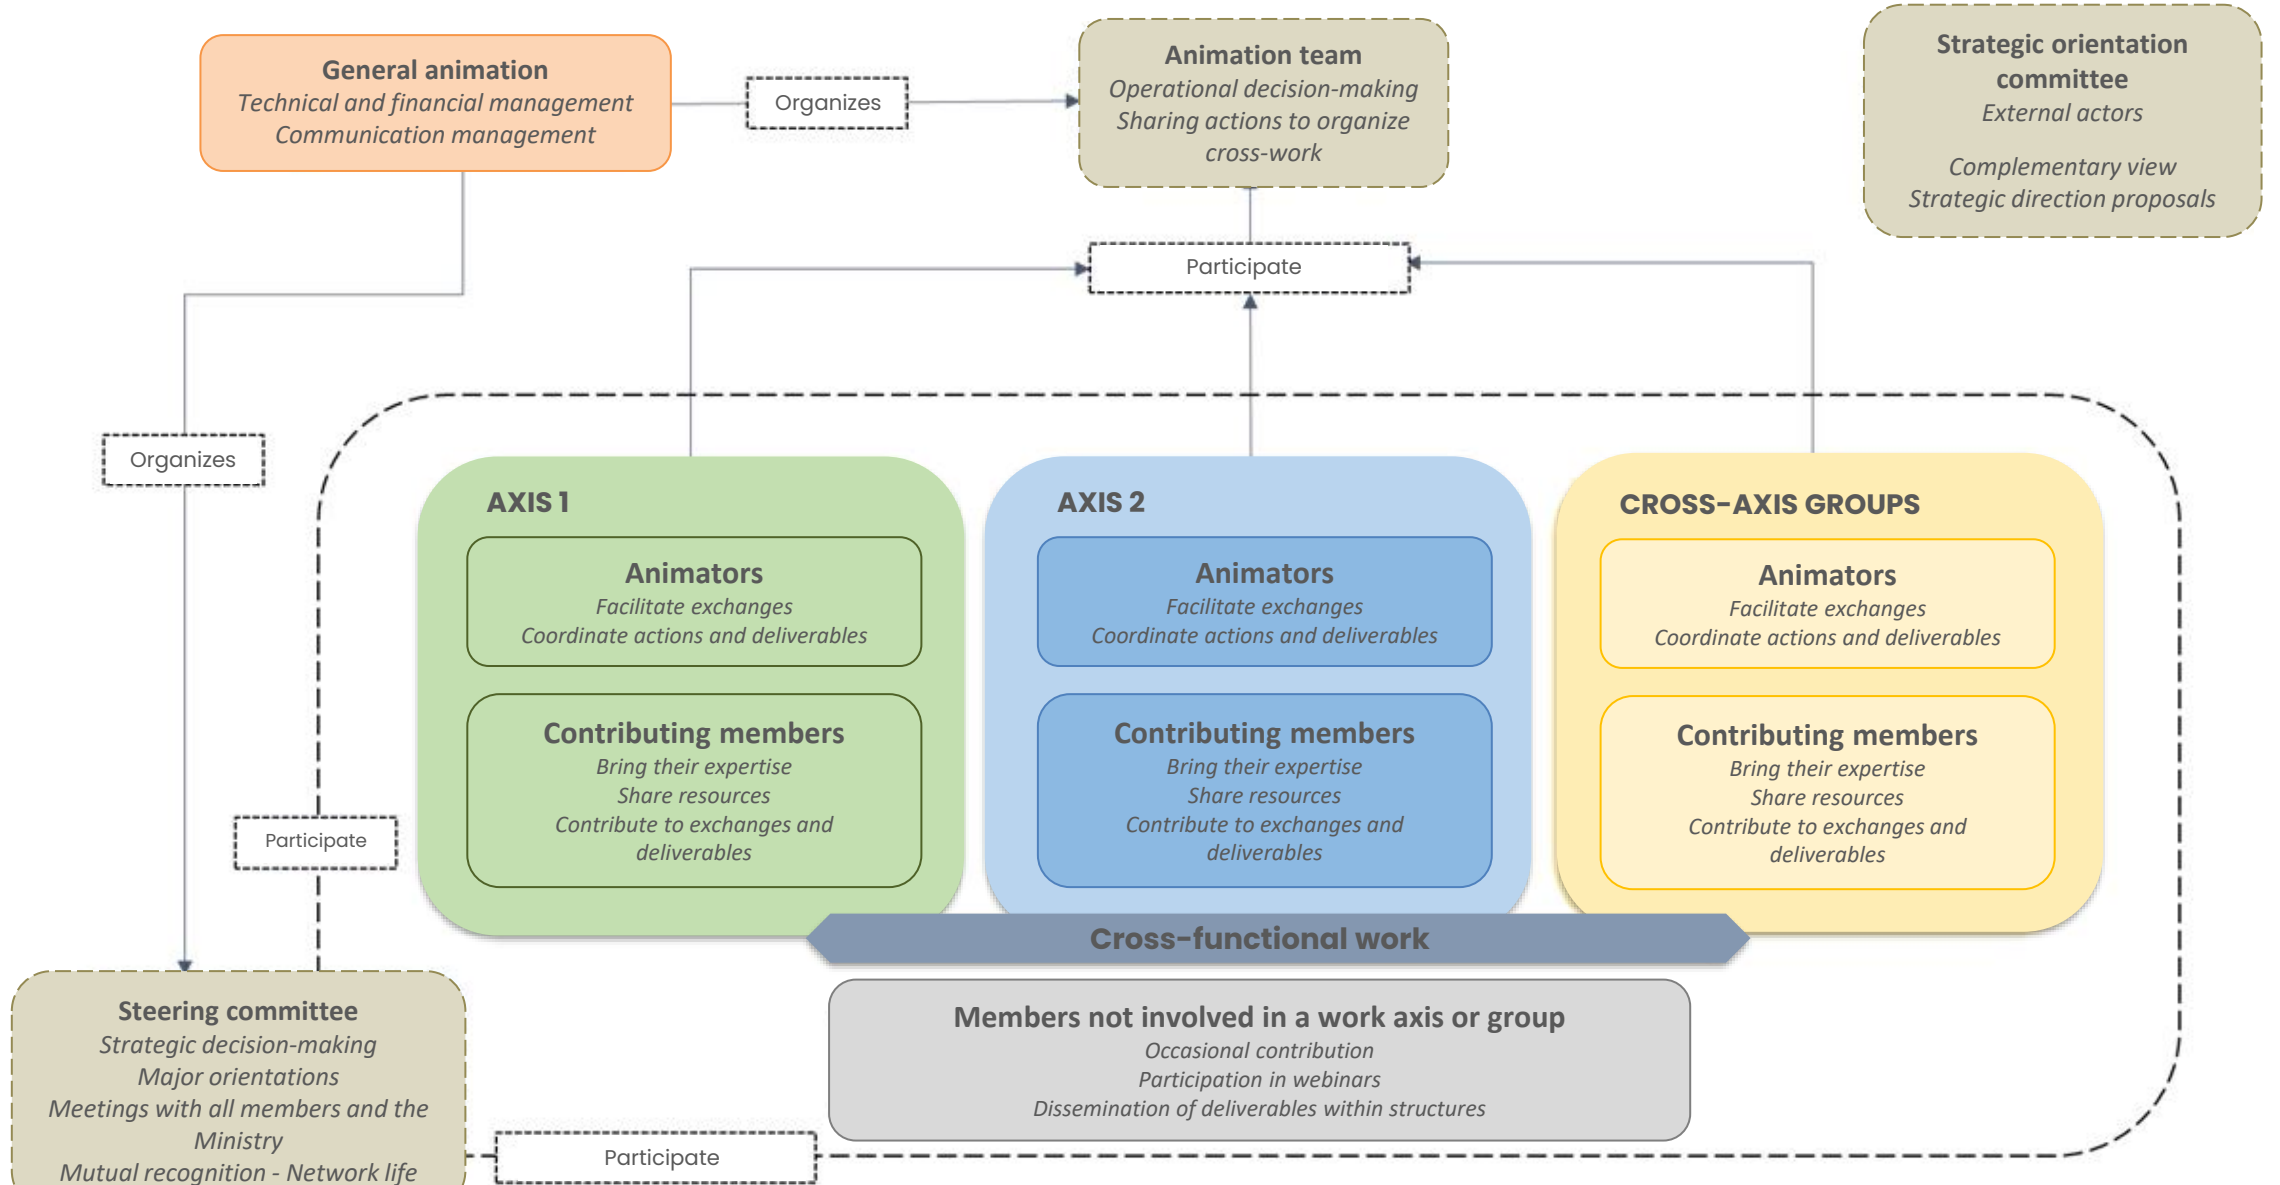 General animation
Technical and financial management
Communication management
Organizes
Animation team
Operational decision-making
Sharing actions to organize
cross-work
Strategic orientation
committee
External actors
Complementary view
Strategic direction proposals
Participate
Organizes
AXIS 1
Animators
Facilitate exchanges
Coordinate actions and deliverables
Contributing members
Bring their expertise
Share resources
Contribute to exchanges and
deliverables
AXIS 2
Animators
Facilitate exchanges
Coordinate actions and deliverables
Contributing members
Bring their expertise
Share resources
Contribute to exchanges and
deliverables
CROSS-AXIS GROUPS
Animators
Facilitate exchanges
Coordinate actions and deliverables
Contributing members
Bring their expertise
Share resources
Contribute to exchanges and
deliverables
Participate
Cross-functional work
Steering committee
Strategic decision-making
Major orientations
Meetings with all members and the
Ministry
Mutual recognition - Network life
Members not involved in a work axis or group
Occasional contribution
Participation in webinars
Dissemination of deliverables within structures
Participate